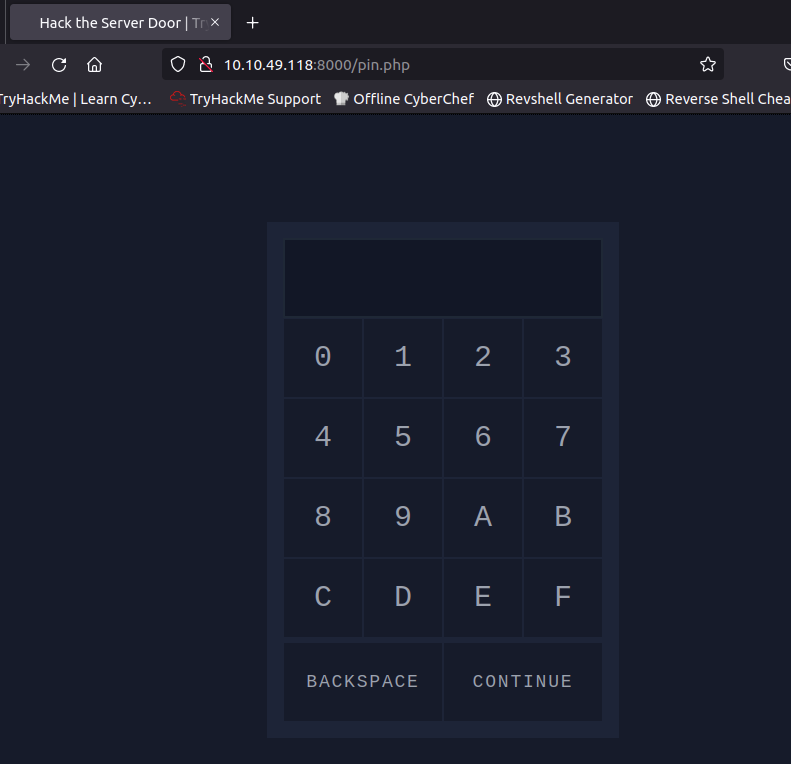 Hack the Server Door | Try
10.10.49.118:8000/pin.php
TryHackMe | Learn Cy… TryHackMe Support Offline CyberChef Revshell Generator Reverse Shell Chea
0 1 2 3
4 5 6 7
8 9 A B
C D E F
BACKSPACE CONTINUE